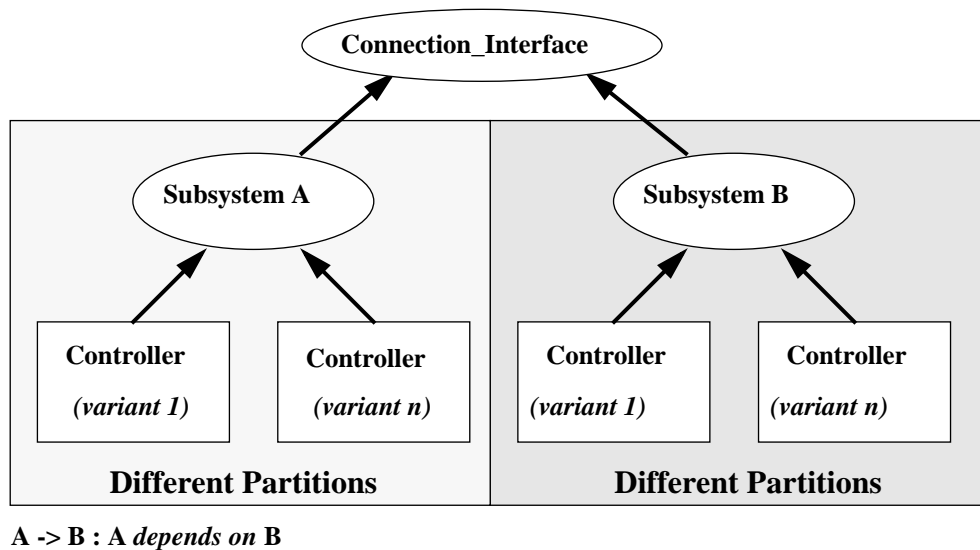 Connection_Interface
Subsystem A
Subsystem B
Controller
(variant 1)
Controller
(variant n)
Controller
(variant 1)
Controller
(variant n)
Different Partitions
Different Partitions
A -> B : A depends on B